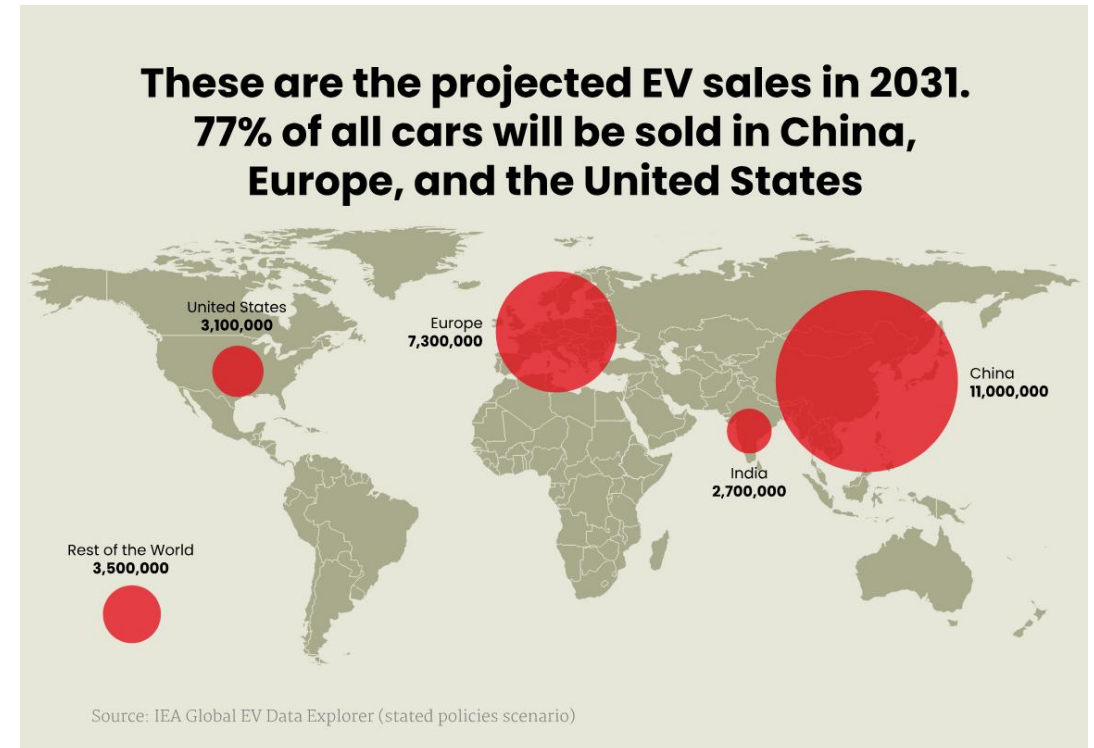 These are the projected EV sales in 2031.
77% of all cars will be sold in China,
Europe, and the United States
United States
3,100,000
Europe
7,300,000
China
11,000,000
India
2,700,000
Rest of the World
3,500,000
Source: IEA Global EV Data Explorer (stated policies scenario)